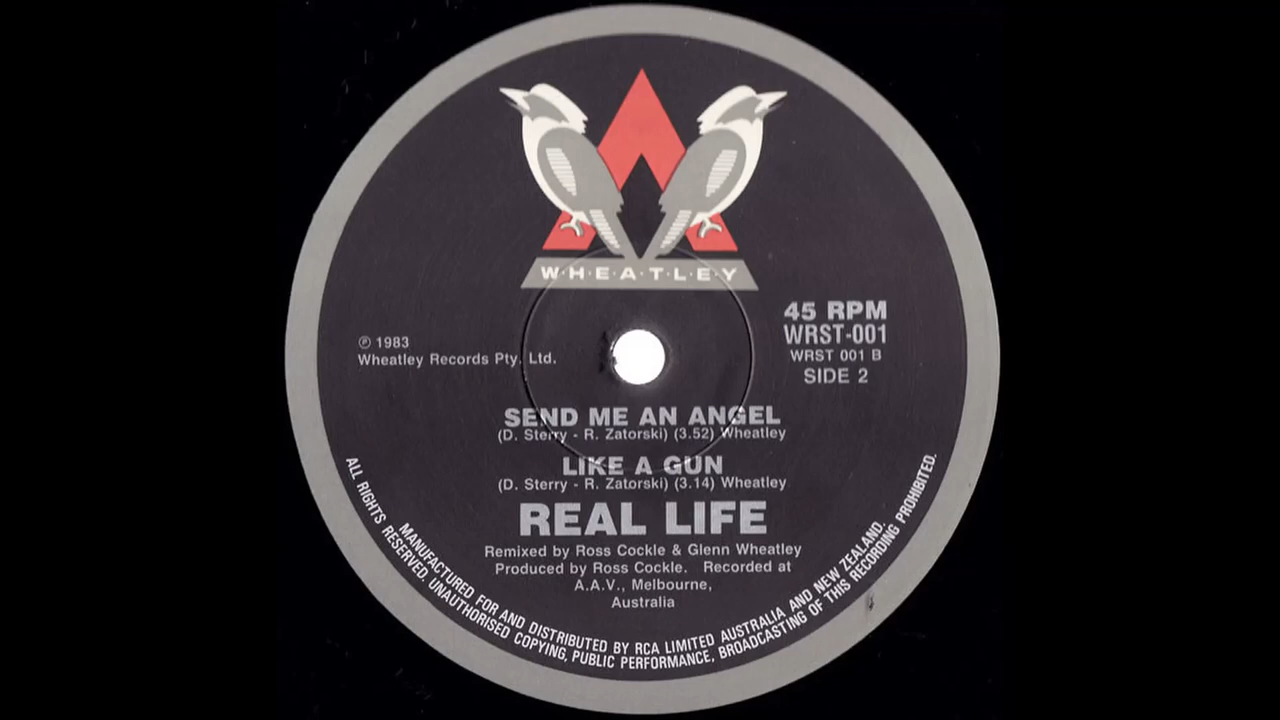 W·H·E·A·T·L·E·Y
45 RPM
WRST-001
WRST 001 B
SIDE 2
℗ 1983
Wheatley Records Pty. Ltd.
SEND ME AN ANGEL
(D. Sterry - R. Zatorski) (3.52) Wheatley
LIKE A GUN
(D. Sterry - R. Zatorski) (3.14) Wheatley
REAL LIFE
Remixed by Ross Cockle & Glenn Wheatley
Produced by Ross Cockle. Recorded at
A.A.V., Melbourne,
Australia
MANUFACTURED FOR AND DISTRIBUTED BY RCA LIMITED AUSTRALIA AND NEW ZEALAND.
ALL RIGHTS RESERVED. UNAUTHORISED COPYING, PUBLIC PERFORMANCE, BROADCASTING OF THIS RECORDING PROHIBITED.